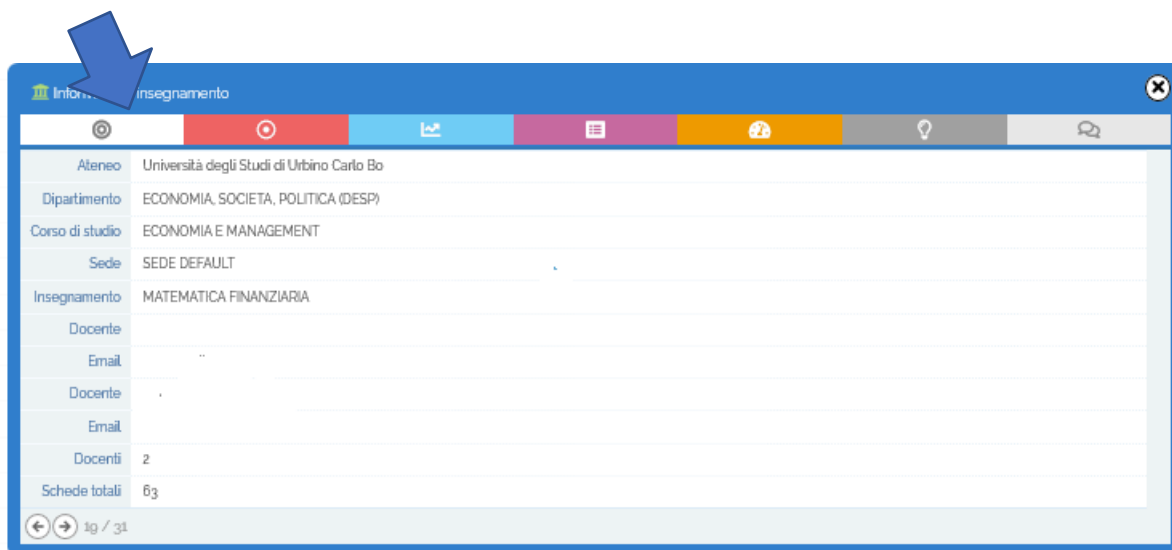 insegnamento
Ateneo Università degli Studi di Urbino Carlo Bo
Dipartimento ECONOMIA, SOCIETA, POLITICA (DESP)
Corso di studio ECONOMIA E MANAGEMENT
Sede SEDE DEFAULT
Insegnamento MATEMATICA FINANZIARIA
Docente
Email
Docente
Email
Docenti 2
Schede totali 63
19 / 31